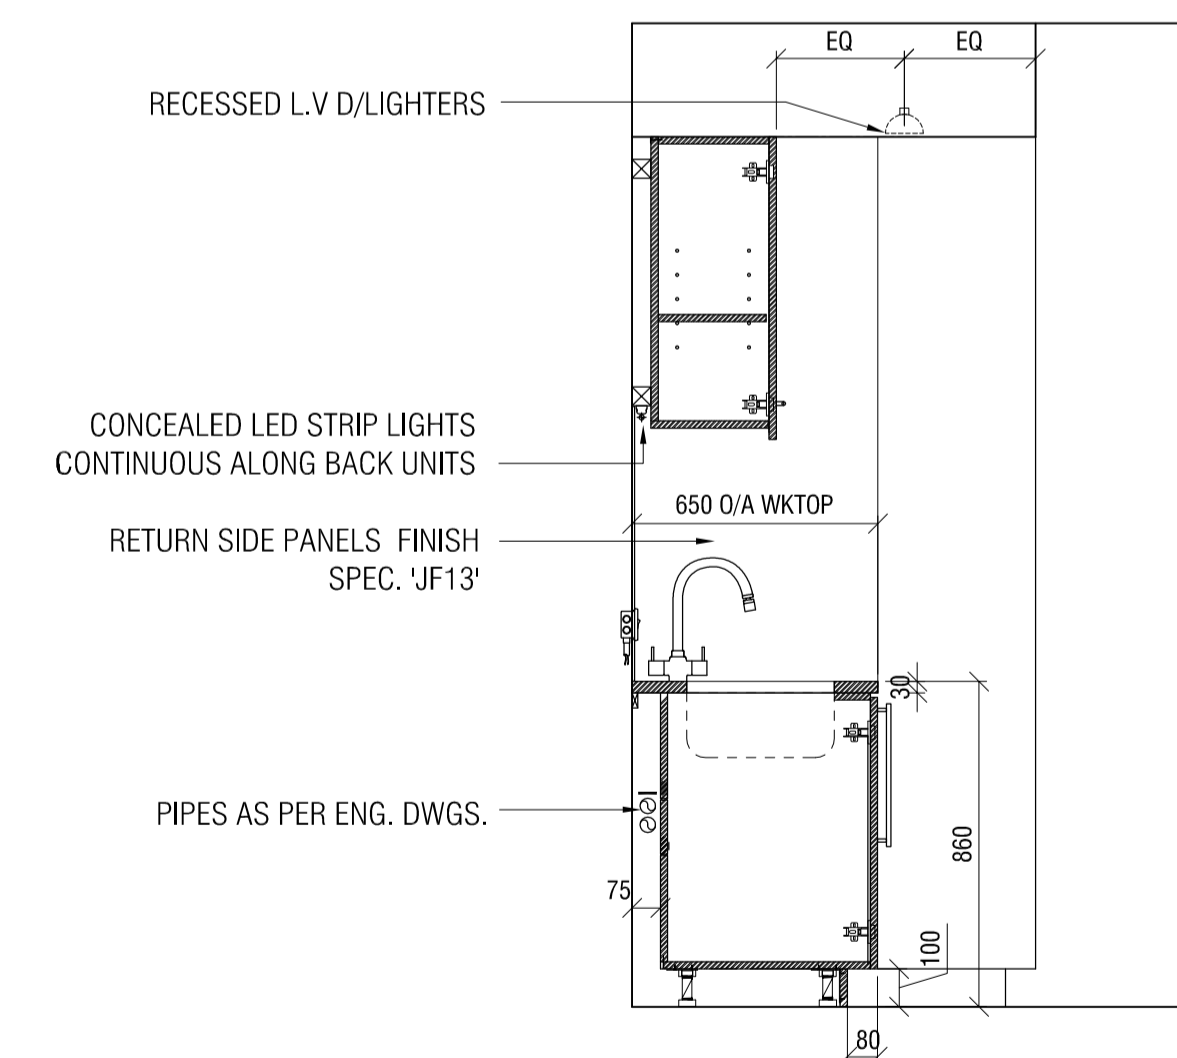 EQ EQ
RECESSED L.V D/LIGHTERS
CONCEALED LED STRIP LIGHTS
CONTINUOUS ALONG BACK UNITS
650 O/A WKTOP
RETURN SIDE PANELS FINISH
SPEC. 'JF13'
30
PIPES AS PER ENG. DWGS.
860
75
100
80